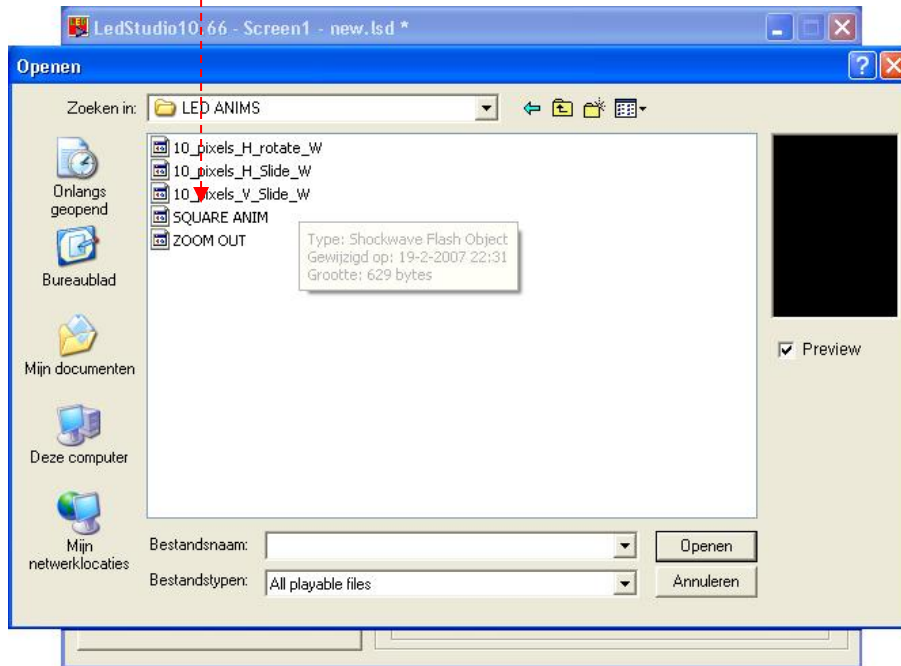 LedStudio10.66 - Screen1 - new.lsd *
Openen
Zoeken in:
LED ANIMS
10_pixels_H_rotate_W
10_pixels_H_Slide_W
10_pixels_V_Slide_W
SQUARE ANIM
ZOOM OUT
Type: Shockwave Flash Object
Gewijzigd op: 19-2-2007 22:31
Grootte: 629 bytes
Onlangs
geopend
Bureaublad
Mijn documenten
Deze computer
Mijn
netwerklocaties
Preview
Bestandsnaam:
Openen
Bestandstypen:
All playable files
Annuleren